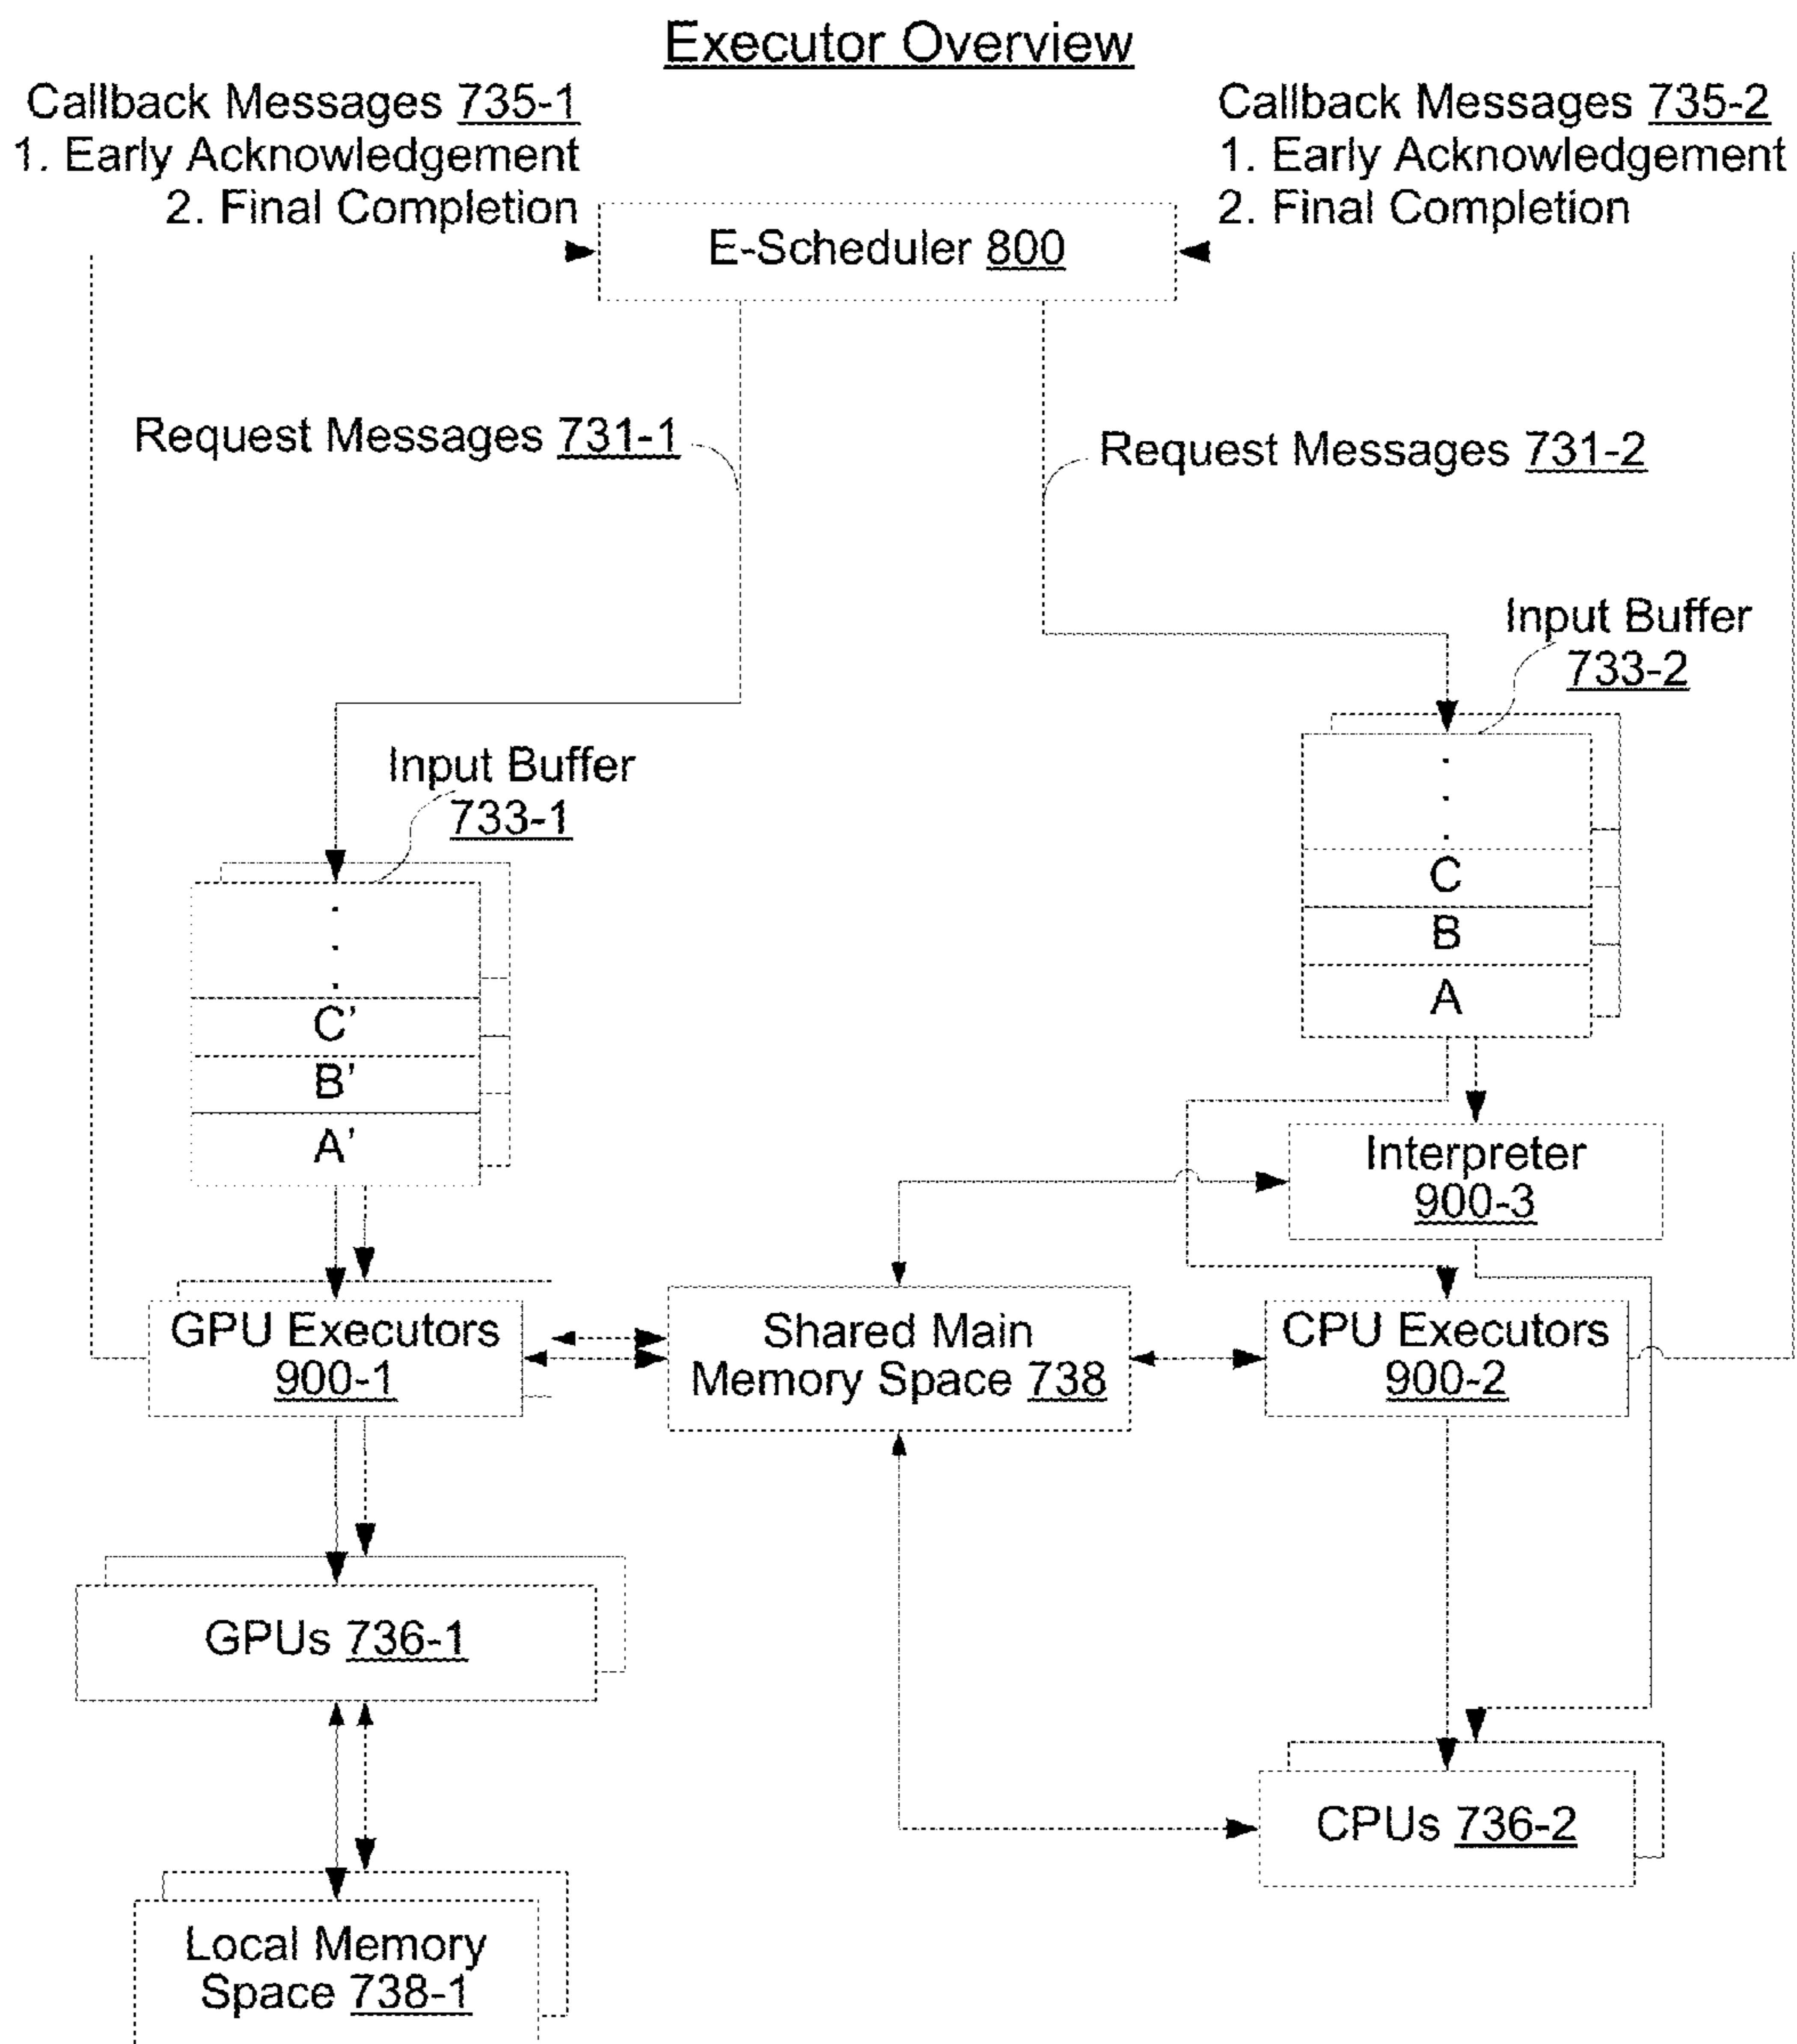 Executor Overview
Callback Messages 735-1
1. Early Acknowledgement
2. Final Completion
Callback Messages 735-2
1. Early Acknowledgement
2. Final Completion
E-Scheduler 800
Request Messages 731-1
Request Messages 731-2
Input Buffer
733-2
Input Buffer
733-1
C
B
A
C’
B’
A’
Interpreter
900-3
GPU Executors
900-1
Shared Main
Memory Space 738
CPU Executors
900-2
GPUs 736-1
CPUs 736-2
Local Memory
Space 738-1